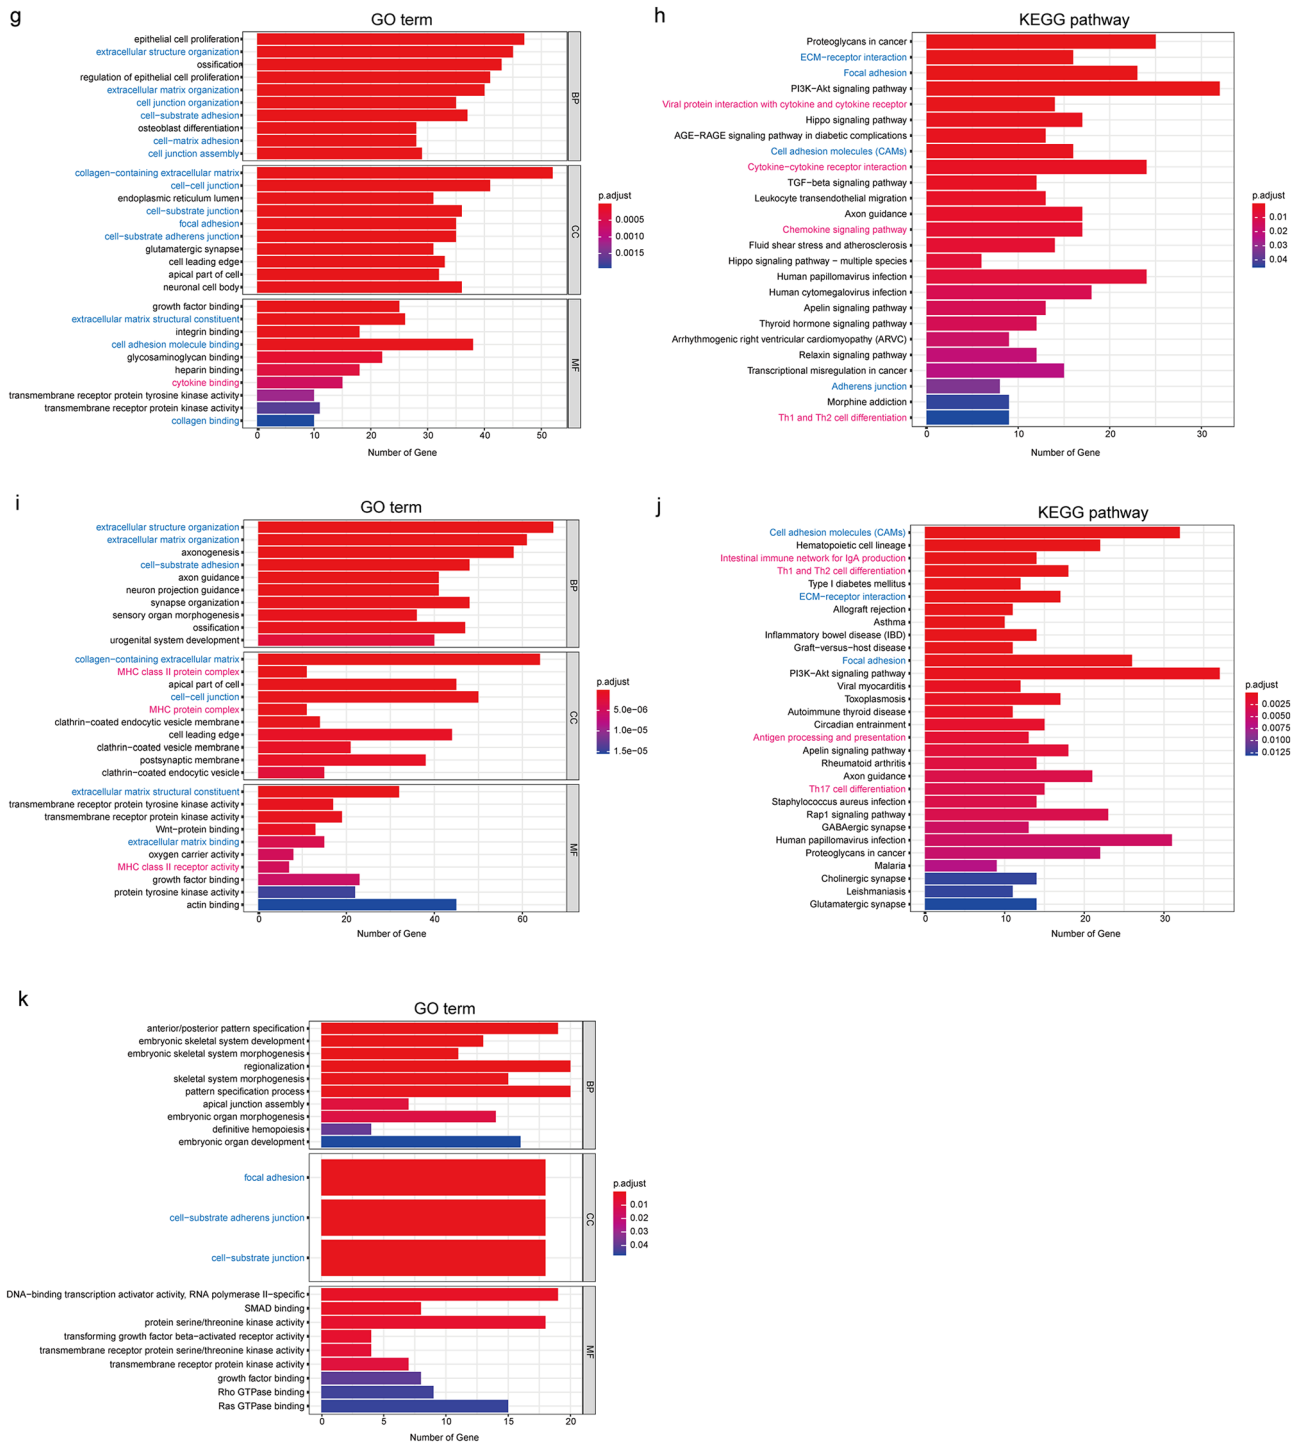 g
GO term
epithelial cell proliferation
extracellular structure organization
ossification
regulation of epithelial cell proliferation
extracellular matrix organization
cell junction organization
cell−substrate adhesion
osteoblast differentiation
cell−matrix adhesion
cell junction assembly
BP
collagen−containing extracellular matrix
cell−cell junction
endoplasmic reticulum lumen
cell−substrate junction
focal adhesion
cell−substrate adherens junction
glutamatergic synapse
cell leading edge
apical part of cell
neuronal cell body
CC
growth factor binding
extracellular matrix structural constituent
integrin binding
cell adhesion molecule binding
glycosaminoglycan binding
heparin binding
cytokine binding
transmembrane receptor protein tyrosine kinase activity
transmembrane receptor protein kinase activity
collagen binding
MF
0 10 20 30 40 50
Number of Gene
p.adjust
0.0005
0.0010
0.0015
h
KEGG pathway
Proteoglycans in cancer
ECM−receptor interaction
Focal adhesion
PI3K−Akt signaling pathway
Viral protein interaction with cytokine and cytokine receptor
Hippo signaling pathway
AGE−RAGE signaling pathway in diabetic complications
Cell adhesion molecules (CAMs)
Cytokine−cytokine receptor interaction
TGF−beta signaling pathway
Leukocyte transendothelial migration
Axon guidance
Chemokine signaling pathway
Fluid shear stress and atherosclerosis
Hippo signaling pathway − multiple species
Human papillomavirus infection
Human cytomegalovirus infection
Apelin signaling pathway
Thyroid hormone signaling pathway
Arrhythmogenic right ventricular cardiomyopathy (ARVC)
Relaxin signaling pathway
Transcriptional misregulation in cancer
Adherens junction
Morphine addiction
Th1 and Th2 cell differentiation
0 10 20 30
Number of Gene
p.adjust
0.01
0.02
0.03
0.04
i
GO term
extracellular structure organization
extracellular matrix organization
axonogenesis
cell−substrate adhesion
axon guidance
neuron projection guidance
synapse organization
sensory organ morphogenesis
ossification
urogenital system development
BP
collagen−containing extracellular matrix
MHC class II protein complex
apical part of cell
cell−cell junction
MHC protein complex
clathrin−coated endocytic vesicle membrane
cell leading edge
clathrin−coated vesicle membrane
postsynaptic membrane
clathrin−coated endocytic vesicle
CC
extracellular matrix structural constituent
transmembrane receptor protein tyrosine kinase activity
transmembrane receptor protein kinase activity
Wnt−protein binding
extracellular matrix binding
oxygen carrier activity
MHC class II receptor activity
growth factor binding
protein tyrosine kinase activity
actin binding
MF
0 20 40 60
Number of Gene
p.adjust
5.0e−06
1.0e−05
1.5e−05
j
KEGG pathway
Cell adhesion molecules (CAMs)
Hematopoietic cell lineage
Intestinal immune network for IgA production
Th1 and Th2 cell differentiation
Type I diabetes mellitus
ECM−receptor interaction
Allograft rejection
Asthma
Inflammatory bowel disease (IBD)
Graft−versus−host disease
Focal adhesion
PI3K−Akt signaling pathway
Viral myocarditis
Toxoplasmosis
Autoimmune thyroid disease
Circadian entrainment
Antigen processing and presentation
Apelin signaling pathway
Rheumatoid arthritis
Axon guidance
Th17 cell differentiation
Staphylococcus aureus infection
Rap1 signaling pathway
GABAergic synapse
Human papillomavirus infection
Proteoglycans in cancer
Malaria
Cholinergic synapse
Leishmaniasis
Glutamatergic synapse
0 10 20 30
Number of Gene
p.adjust
0.0025
0.0050
0.0075
0.0100
0.0125
k
GO term
anterior/posterior pattern specification
embryonic skeletal system development
embryonic skeletal system morphogenesis
regionalization
skeletal system morphogenesis
pattern specification process
apical junction assembly
embryonic organ morphogenesis
definitive hemopoiesis
embryonic organ development
BP
focal adhesion
cell−substrate adherens junction
cell−substrate junction
CC
DNA−binding transcription activator activity, RNA polymerase II−specific
SMAD binding
protein serine/threonine kinase activity
transforming growth factor beta−activated receptor activity
transmembrane receptor protein serine/threonine kinase activity
transmembrane receptor protein kinase activity
growth factor binding
Rho GTPase binding
Ras GTPase binding
MF
0 5 10 15 20
Number of Gene
p.adjust
0.01
0.02
0.03
0.04